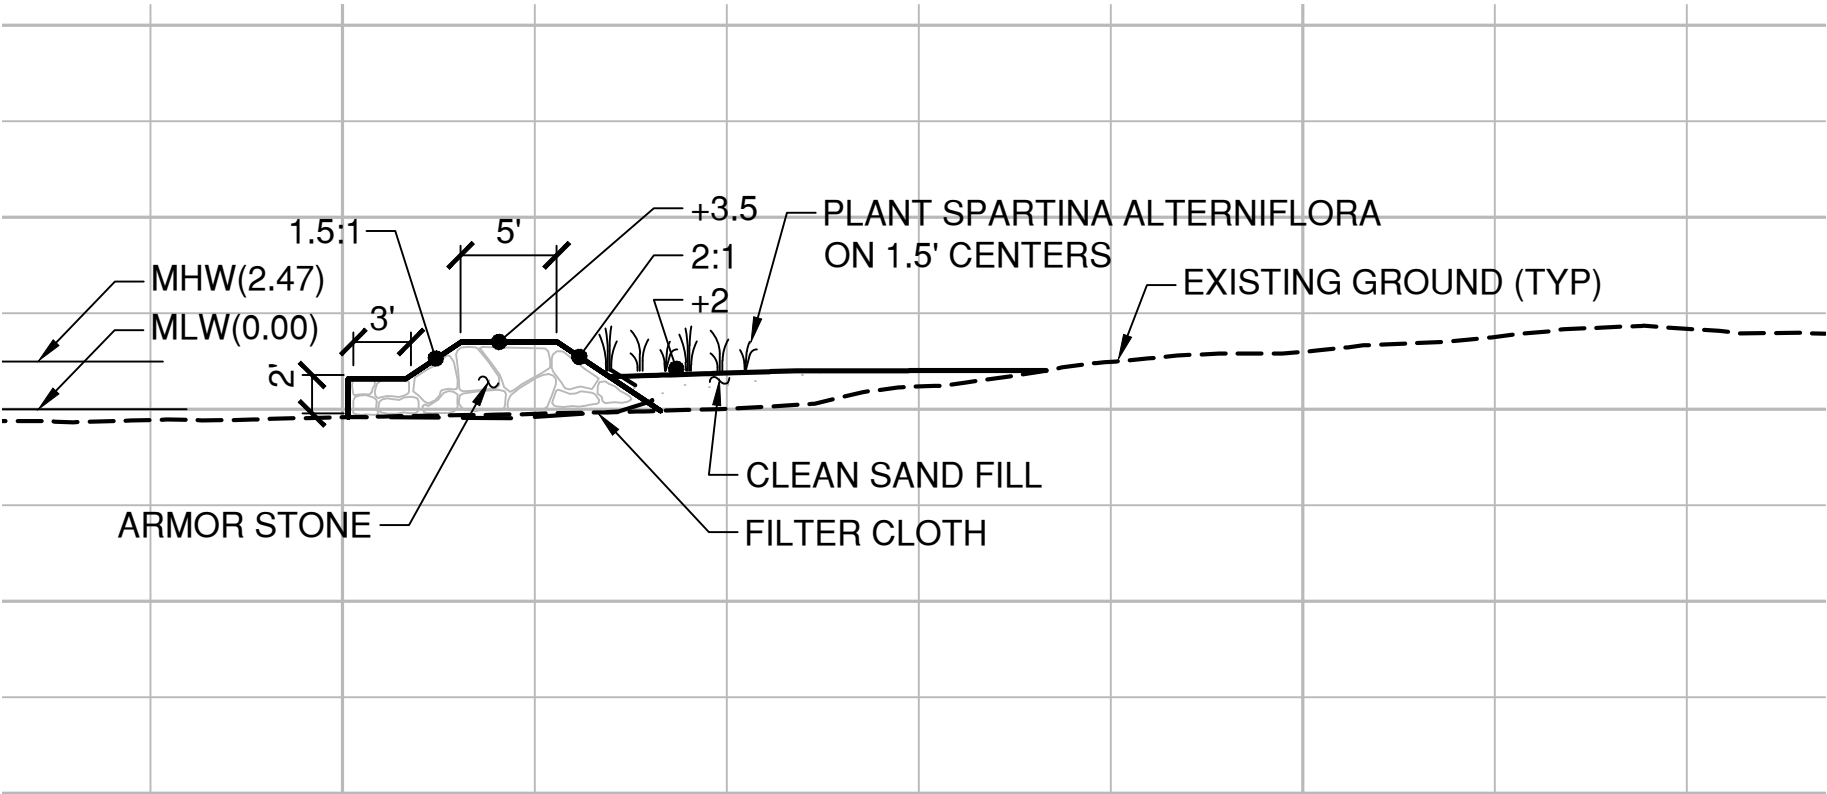 +3.5
PLANT SPARTINA ALTERNIFLORA
ON 1.5' CENTERS
1.5:1
5'
2:1
MHW(2.47)
EXISTING GROUND (TYP)
+2
MLW(0.00)
3'
2'
CLEAN SAND FILL
ARMOR STONE
FILTER CLOTH